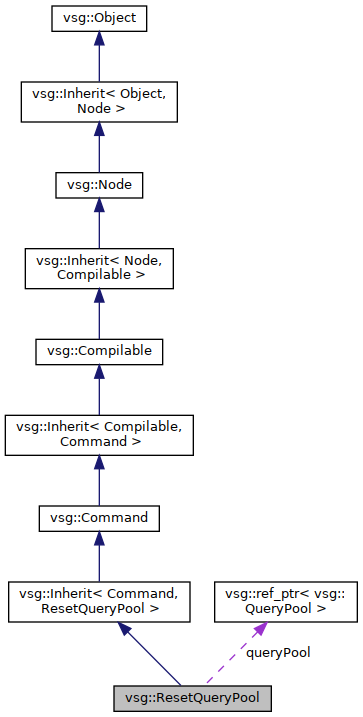 vsg::Object
vsg::Inherit< Object,
Node >
vsg::Node
vsg::Inherit< Node,
Compilable >
vsg::Compilable
vsg::Inherit< Compilable,
Command >
vsg::Command
vsg::Inherit< Command,
ResetQueryPool >
vsg::ref_ptr< vsg::
QueryPool >
queryPool
vsg::ResetQueryPool